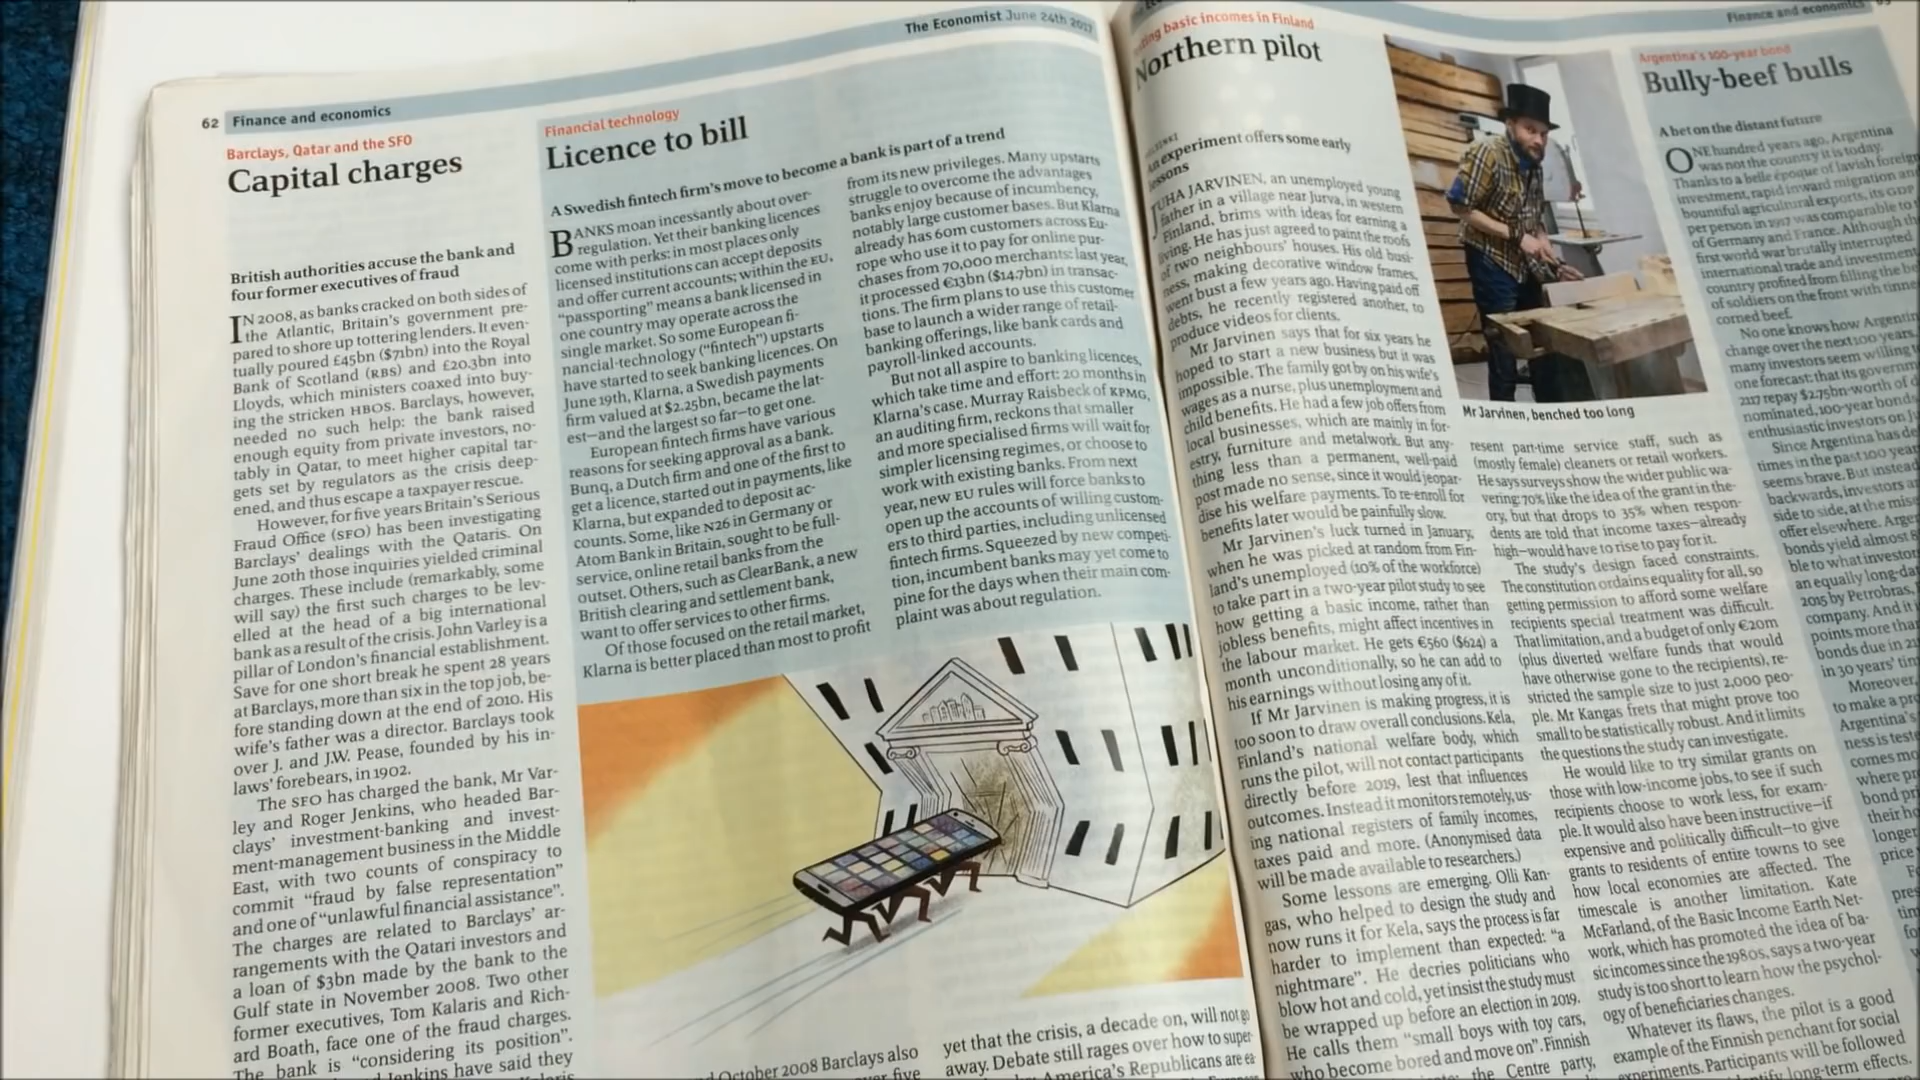 The Economist June 24th 2017
62 Finance and economics
Barclays, Qatar and the SFO
Capital charges
British authorities accuse the bank and
four former executives of fraud
IN 2008, as banks cracked on both sides of
the Atlantic, Britain's government pre-
pared to shore up tottering lenders. It even-
tually poured £45bn ($71bn) into the Royal
Bank of Scotland (RBS) and £20.3bn into
Lloyds, which ministers coaxed into buy-
ing the stricken HBOS. Barclays, however,
needed no such help: the bank raised
enough equity from private investors, no-
tably in Qatar, to meet higher capital tar-
gets set by regulators as the crisis deep-
ened, and thus escape a taxpayer rescue.
However, for five years Britain's Serious
Fraud Office (SFO) has been investigating
Barclays' dealings with the Qataris. On
June 20th those inquiries yielded criminal
charges. These include (remarkably, some
will say) the first such charges to be lev-
elled at the head of a big international
bank as a result of the crisis. John Varley is a
pillar of London's financial establishment.
Save for one short break he spent 28 years
at Barclays, more than six in the top job, be-
fore standing down at the end of 2010. His
wife's father was a director. Barclays took
over J. and J.W. Pease, founded by his in-
laws' forebears, in 1902.
The SFO has charged the bank, Mr Var-
ley and Roger Jenkins, who headed Bar-
clays' investment-banking and invest-
ment-management business in the Middle
East, with two counts of conspiracy to
commit "fraud by false representation"
and one of "unlawful financial assistance".
The charges are related to Barclays' ar-
rangements with the Qatari investors and
a loan of $3bn made by the bank to the
Gulf state in November 2008. Two other
former executives, Tom Kalaris and Rich-
ard Boath, face one of the fraud charges.
The bank is "considering its position".
Jenkins have said they
Financial technology
Licence to bill
A Swedish fintech firm's move to become a bank is part of a trend
BANKS moan incessantly about over-
regulation. Yet their banking licences
come with perks: in most places only
licensed institutions can accept deposits
and offer current accounts; within the EU,
"passporting" means a bank licensed in
one country may operate across the
single market. So some European fi-
nancial-technology ("fintech") upstarts
have started to seek banking licences. On
June 19th, Klarna, a Swedish payments
firm valued at $2.25bn, became the lat-
est—and the largest so far—to get one.
European fintech firms have various
reasons for seeking approval as a bank.
Bunq, a Dutch firm and one of the first to
get a licence, started out in payments, like
Klarna, but expanded to deposit ac-
counts. Some, like N26 in Germany or
Atom Bank in Britain, sought to be full-
service, online retail banks from the
outset. Others, such as ClearBank, a new
British clearing and settlement bank,
want to offer services to other firms.
Of those focused on the retail market,
Klarna is better placed than most to profit
from its new privileges. Many upstarts
struggle to overcome the advantages
banks enjoy because of incumbency,
notably large customer bases. But Klarna
already has 60m customers across Eu-
rope who use it to pay for online pur-
chases from 70,000 merchants: last year,
it processed €13bn ($14.7bn) in transac-
tions. The firm plans to use this customer
base to launch a wider range of retail-
banking offerings, like bank cards and
payroll-linked accounts.
But not all aspire to banking licences,
which take time and effort: 20 months in
Klarna's case. Murray Raisbeck of KPMG,
an auditing firm, reckons that smaller
and more specialised firms will wait for
simpler licensing regimes, or choose to
work with existing banks. From next
year, new EU rules will force banks to
open up the accounts of willing custom-
ers to third parties, including unlicensed
fintech firms. Squeezed by new competi-
tion, incumbent banks may yet come to
pine for the days when their main com-
plaint was about regulation.
October 2008 Barclays also
five
yet that the crisis, a decade on, will not go
away. Debate still rages over how to super-
America's Republicans are ea-
Finance and economics
basic incomes in Finland
Northern pilot
experiment offers some early
lessons
JUHA JARVINEN, an unemployed young
father in a village near Jurva, in western
Finland, brims with ideas for earning a
living. He has just agreed to paint the roofs
of two neighbours' houses. His old busi-
ness, making decorative window frames,
went bust a few years ago. Having paid off
debts, he recently registered another, to
produce videos for clients.
Mr Jarvinen says that for six years he
hoped to start a new business but it was
impossible. The family got by on his wife's
wages as a nurse, plus unemployment and
child benefits. He had a few job offers from
local businesses, which are mainly in for-
estry, furniture and metalwork. But any-
thing less than a permanent, well-paid
post made no sense, since it would jeopar-
dise his welfare payments. To re-enroll for
benefits later would be painfully slow.
Mr Jarvinen's luck turned in January,
when he was picked at random from Fin-
land's unemployed (10% of the workforce)
to take part in a two-year pilot study to see
how getting a basic income, rather than
jobless benefits, might affect incentives in
the labour market. He gets €560 ($624) a
month unconditionally, so he can add to
his earnings without losing any of it.
If Mr Jarvinen is making progress, it is
too soon to draw overall conclusions. Kela,
Finland's national welfare body, which
runs the pilot, will not contact participants
directly before 2019, lest that influences
outcomes. Instead it monitors remotely, us-
ing national registers of family incomes,
taxes paid and more. (Anonymised data
will be made available to researchers.)
Some lessons are emerging. Olli Kan-
gas, who helped to design the study and
now runs it for Kela, says the process is far
harder to implement than expected: "a
nightmare". He decries politicians who
blow hot and cold, yet insist the study must
be wrapped up before an election in 2019.
He calls them "small boys with toy cars,
who become bored and move on". Finnish
the Centre party,
Mr Jarvinen, benched too long
resent part-time service staff, such as
(mostly female) cleaners or retail workers.
He says surveys show the wider public wa-
vering: 70% like the idea of the grant in the-
ory, but that drops to 35% when respon-
dents are told that income taxes—already
high—would have to rise to pay for it.
The study's design faced constraints.
The constitution ordains equality for all, so
getting permission to afford some welfare
recipients special treatment was difficult.
That limitation, and a budget of only €20m
(plus diverted welfare funds that would
have otherwise gone to the recipients), re-
stricted the sample size to just 2,000 peo-
ple. Mr Kangas frets that might prove too
small to be statistically robust. And it limits
the questions the study can investigate.
He would like to try similar grants on
those with low-income jobs, to see if such
recipients choose to work less, for exam-
ple. It would also have been instructive—if
expensive and politically difficult—to give
grants to residents of entire towns to see
how local economies are affected. The
timescale is another limitation. Kate
McFarland, of the Basic Income Earth Net-
work, which has promoted the idea of ba-
sic incomes since the 1980s, says a two-year
study is too short to learn how the psychol-
ogy of beneficiaries changes.
Whatever its flaws, the pilot is a good
example of the Finnish penchant for social
experiments. Participants will be followed
long-term effects.
Argentina's 100-year bond
Bully-beef bulls
A bet on the distant future
ONE hundred years ago, Argentina
was not the country it is today.
Thanks to a belle époque of lavish foreign
investment, rapid inward migration and
bountiful agricultural exports, its GDP
per person in 1917 was comparable to
of Germany and France. Although the
first world war brutally interrupted
international trade and investment,
country profited from filling the
of soldiers on the front with tinned
corned beef.
No one knows how
change over the next 100 years.
many investors seem willing
one forecast: that its
2117 repay $2.75bn-worth of
nominated, 100-year bonds
enthusiastic investors on
Since Argentina has
times in the past 100 years
seems brave. But instead
backwards, investors
side to side, at the
offer elsewhere.
bonds yield almost 8
ble to what investors
an equally long-
2015 by Petrobras,
company. And it
points more than
bonds due in
in 30 years' time
Moreover,
to make a
Argentina's
ness is
comes
where
bond
their
longer
price